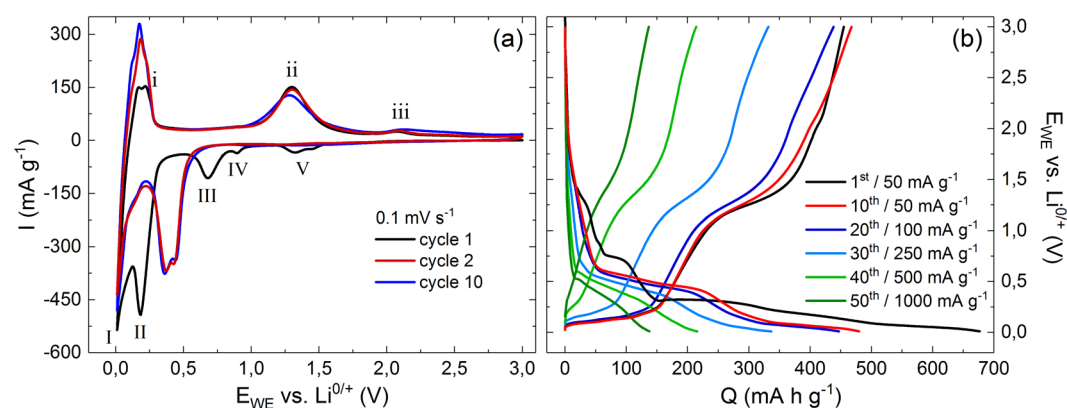 (a)
300
150
0
-150
-300
-450
-600
I (mA g⁻¹)
i
ii
iii
I
II
III
IV
V
0.1 mV s⁻¹
cycle 1
cycle 2
cycle 10
0,0 0,5 1,0 1,5 2,0 2,5 3,0
E_WE vs. Li⁰ᐟ⁺ (V)
(b)
3,0
2,5
2,0
1,5
1,0
0,5
0,0
E_WE vs. Li⁰ᐟ⁺ (V)
1ˢᵗ / 50 mA g⁻¹
10ᵗʰ / 50 mA g⁻¹
20ᵗʰ / 100 mA g⁻¹
30ᵗʰ / 250 mA g⁻¹
40ᵗʰ / 500 mA g⁻¹
50ᵗʰ / 1000 mA g⁻¹
0 100 200 300 400 500 600 700
Q (mA h g⁻¹)